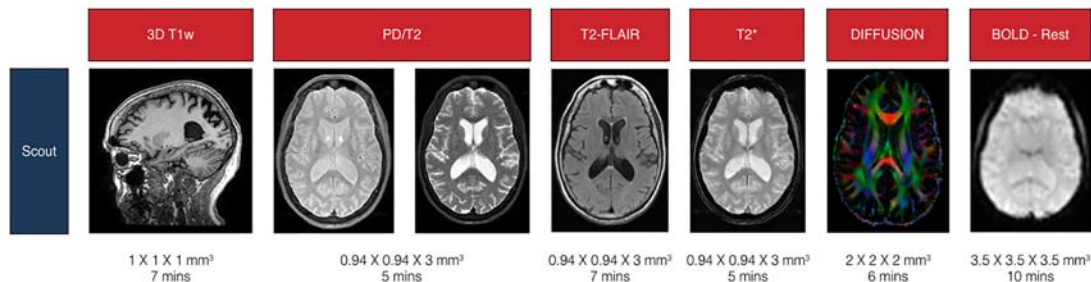 3D T1w
PD/T2
T2-FLAIR
T2*
DIFFUSION
BOLD - Rest
Scout
1 X 1 X 1 mm³
7 mins
0.94 X 0.94 X 3 mm³
5 mins
0.94 X 0.94 X 3 mm³
7 mins
0.94 X 0.94 X 3 mm³
5 mins
2 X 2 X 2 mm³
6 mins
3.5 X 3.5 X 3.5 mm³
10 mins